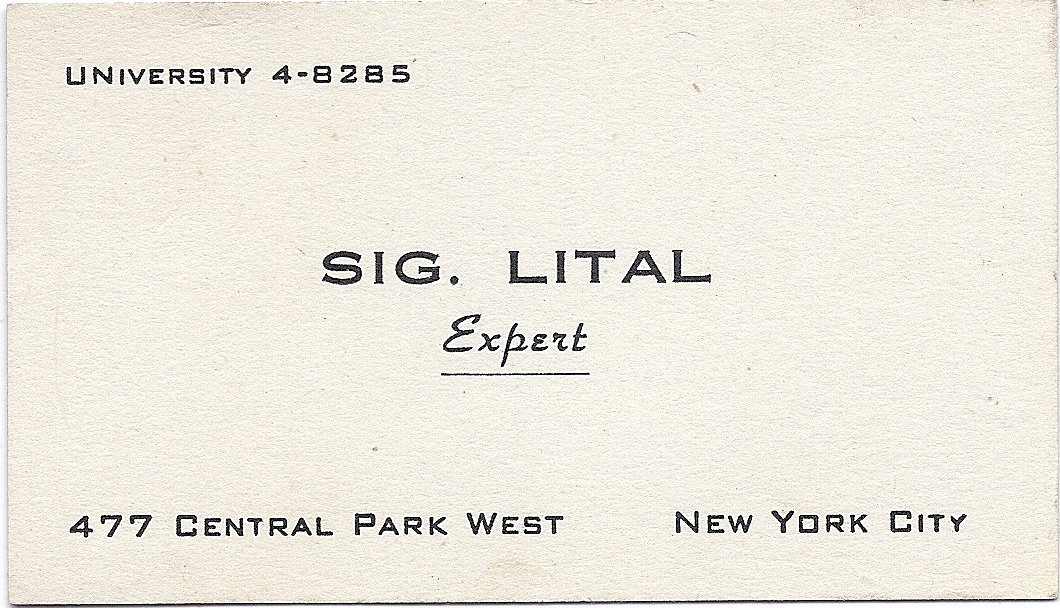 UNIVERSITY 4-8285
SIG. LITAL
Expert
477 CENTRAL PARK WEST NEW YORK CITY